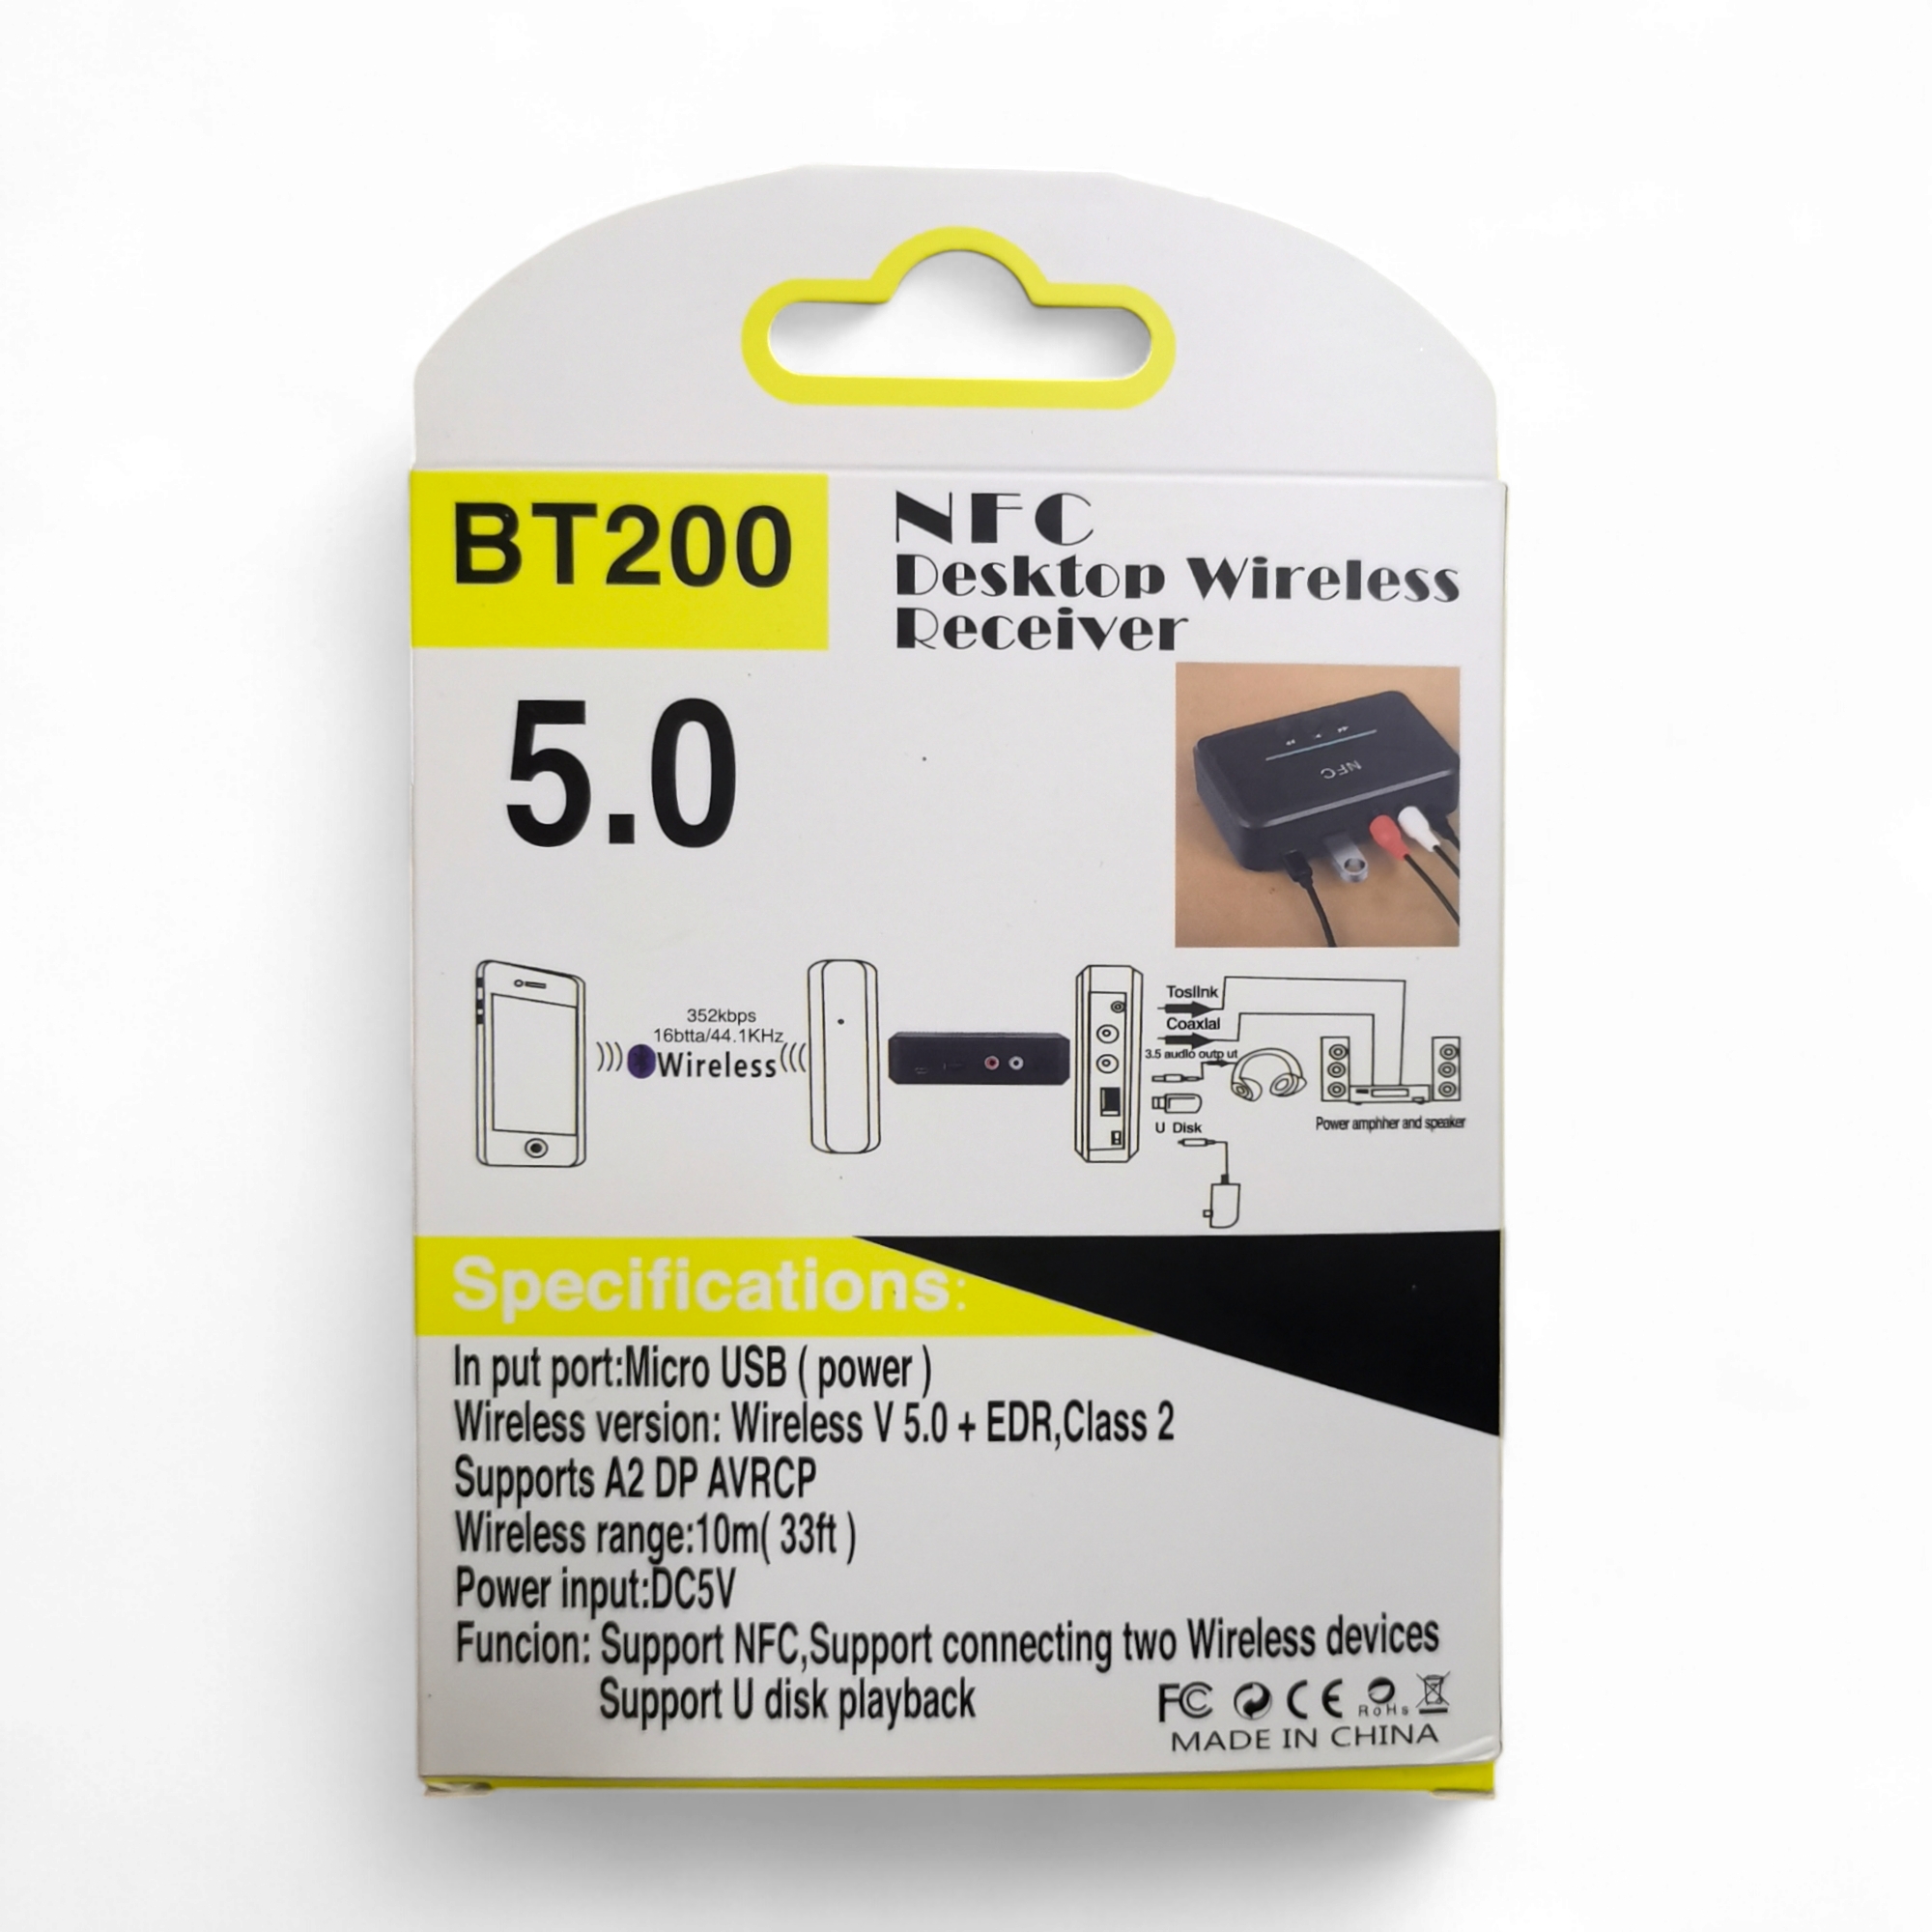 BT200
NFC
Desktop Wireless
Receiver
5.0
NFC
352kbps
16btta/44.1KHz
Wireless
Toslınk
Coaxıal
3.5 audıo outp ut
U Disk
Power amphher and speaker
Specifications:
In put port:Micro USB ( power )
Wireless version: Wireless V 5.0 + EDR,Class 2
Supports A2 DP AVRCP
Wireless range:10m( 33ft )
Power input:DC5V
Funcion: Support NFC,Support connecting two Wireless devices
Support U disk playback
FC CE RoHs
MADE IN CHINA